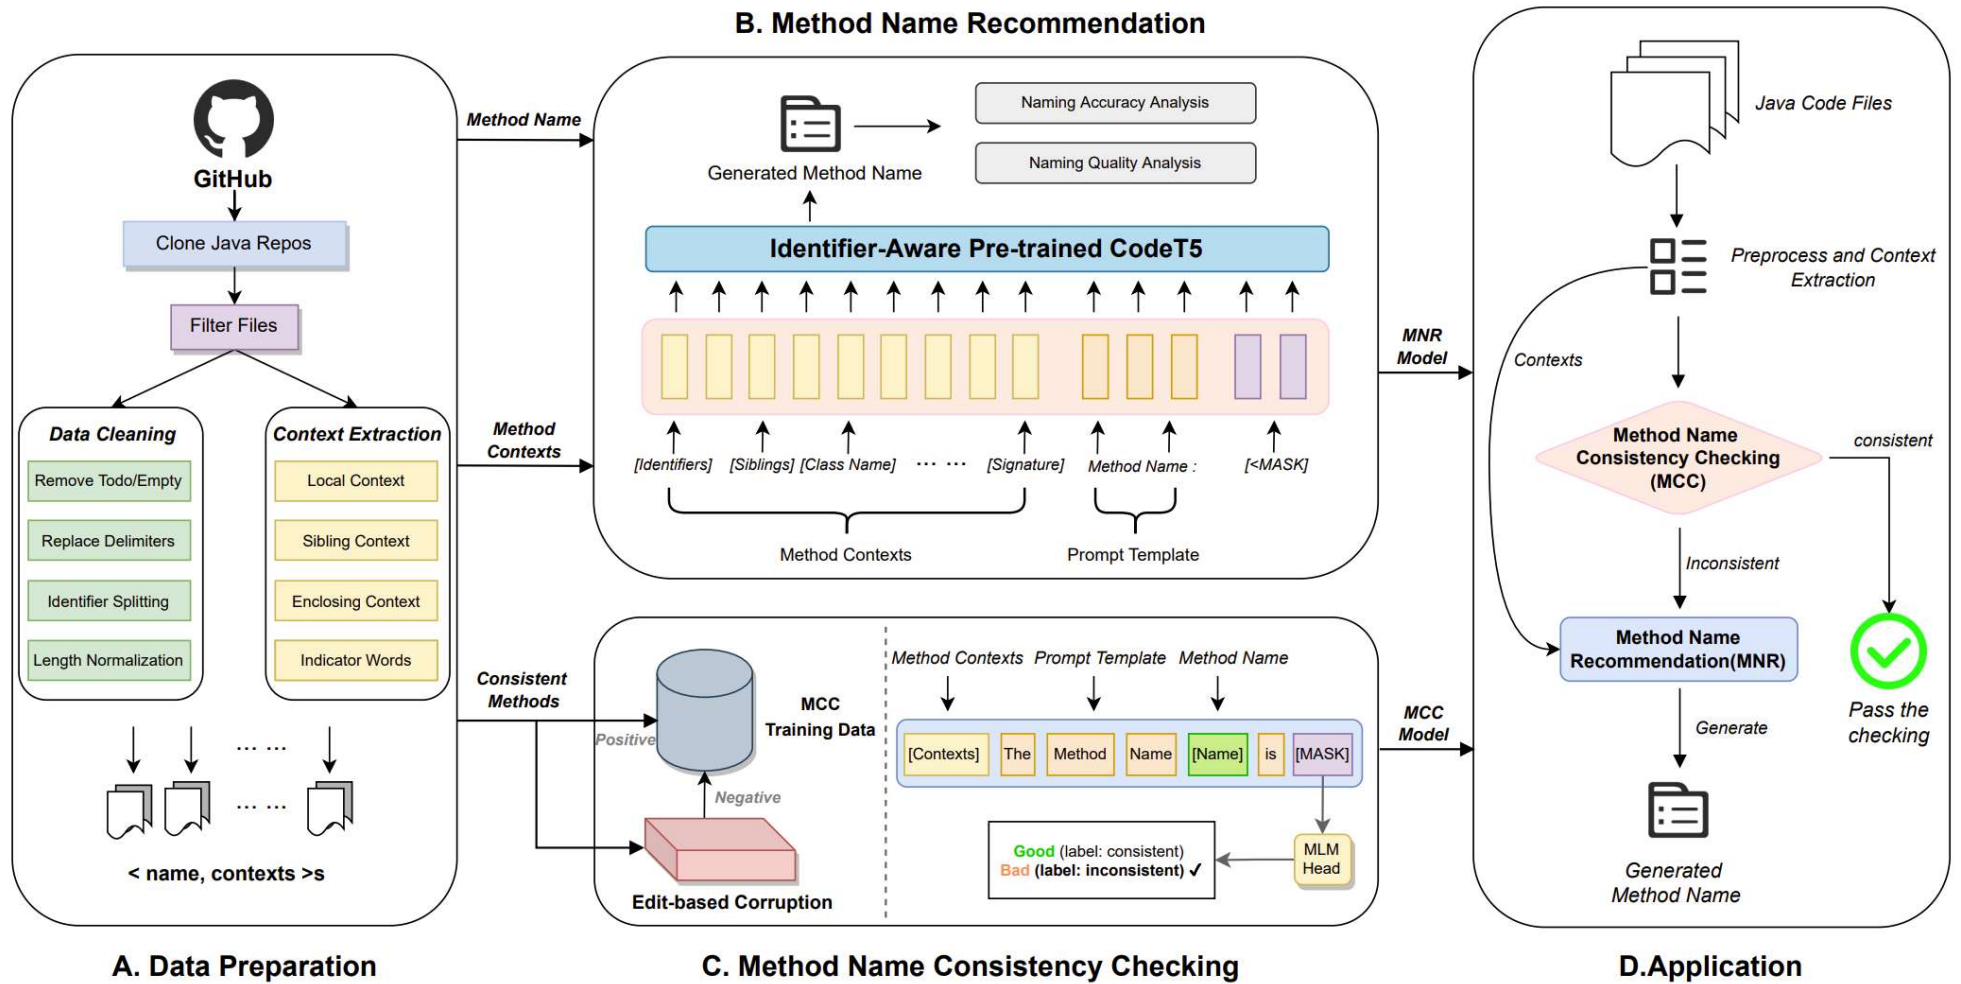 B. Method Name Recommendation
GitHub
Clone Java Repos
Filter Files
Data Cleaning
Remove Todo/Empty
Replace Delimiters
Identifier Splitting
Length Normalization
Context Extraction
Local Context
Sibling Context
Enclosing Context
Indicator Words
... ...
... ...
< name, contexts >s
A. Data Preparation
Method Name
Method
Contexts
Consistent
Methods
Generated Method Name
Naming Accuracy Analysis
Naming Quality Analysis
Identifier-Aware Pre-trained CodeT5
[Identifiers] [Siblings] [Class Name] ... ... [Signature] Method Name : [<MASK]
Method Contexts
Prompt Template
MNR
Model
Positive
MCC
Training Data
Negative
Edit-based Corruption
Method Contexts Prompt Template Method Name
[Contexts] The Method Name [Name] is [MASK]
MLM
Head
Good (label: consistent)
Bad (label: inconsistent) ✓
C. Method Name Consistency Checking
MCC
Model
Java Code Files
Preprocess and Context
Extraction
Contexts
Method Name
Consistency Checking
(MCC)
consistent
Inconsistent
Method Name
Recommendation(MNR)
Pass the
checking
Generate
Generated
Method Name
D.Application